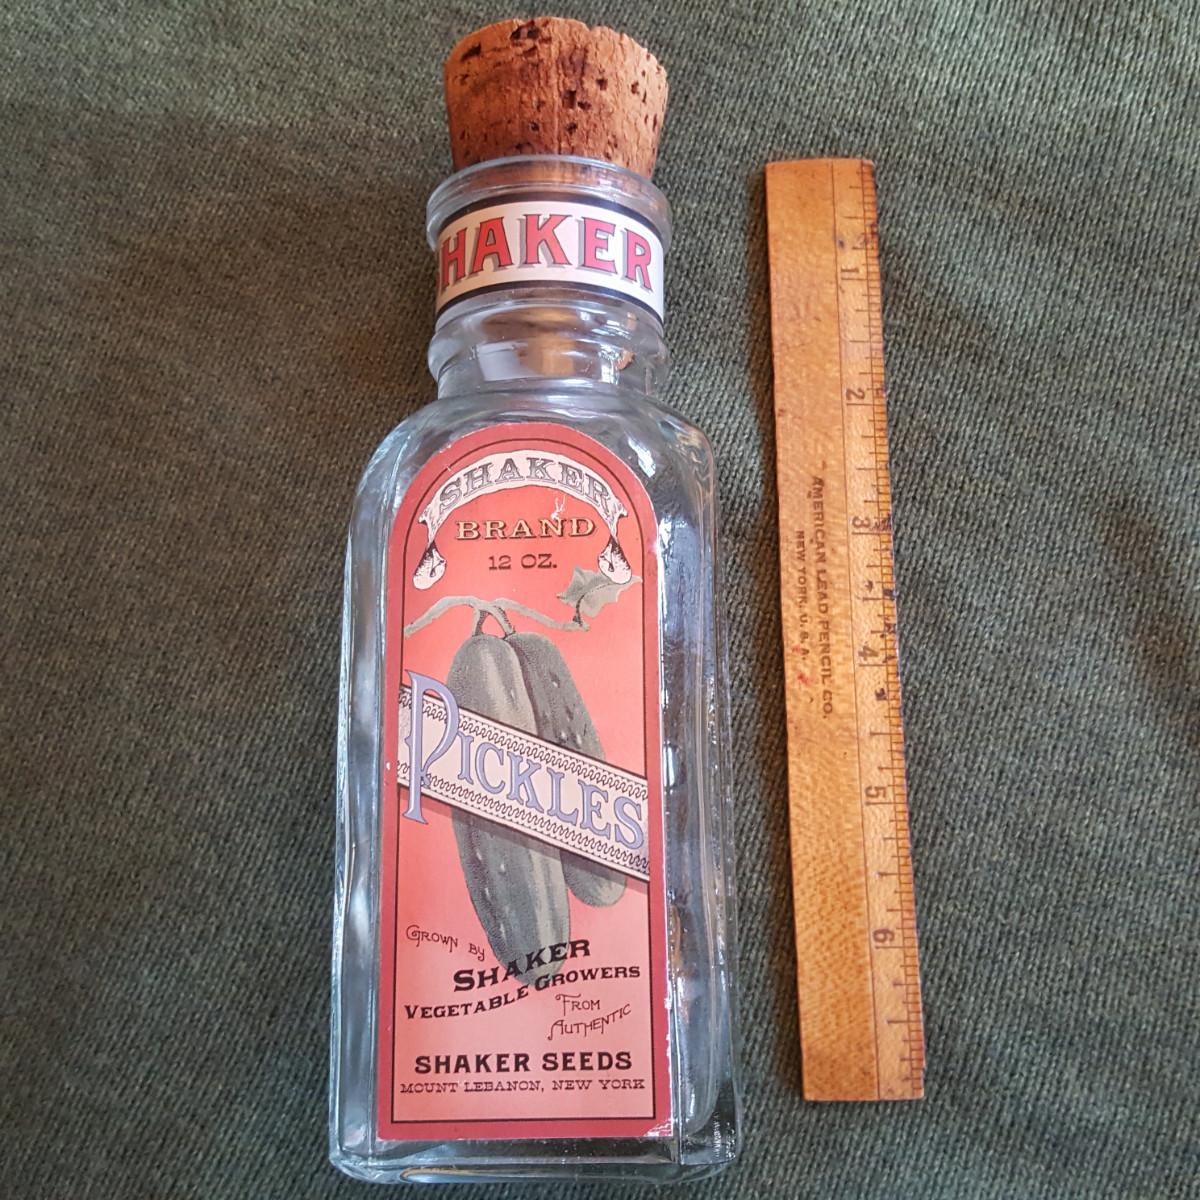 HAKER
SHAKER
BRAND
12 OZ.
PICKLES
GROWN BY
SHAKER
VEGETABLE GROWERS
FROM
AUTHENTIC
SHAKER SEEDS
MOUNT LEBANON, NEW YORK
1
2
3
4
5
6
AMERICAN LEAD PENCIL CO.
NEW YORK, U.S.A.